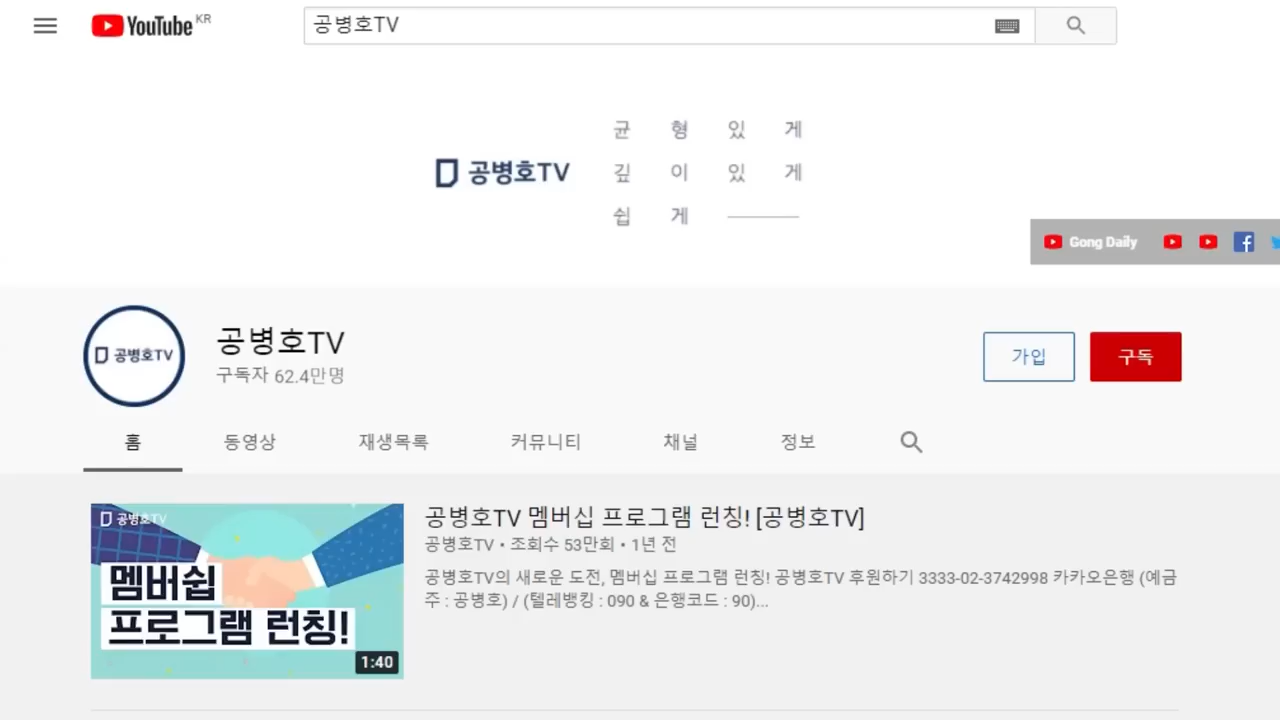 YouTube KR
공병호TV
균형있게
공병호TV 깊이있게
쉽게
Gong Daily
공병호TV
공병호TV
구독자 62.4만명
가입
구독
홈 동영상 재생목록 커뮤니티 채널 정보
공병호TV
멤버쉽
프로그램 런칭!
1:40
공병호TV 멤버십 프로그램 런칭! [공병호TV]
공병호TV • 조회수 53만회 • 1년 전
공병호TV의 새로운 도전, 멤버십 프로그램 런칭! 공병호TV 후원하기 3333-02-3742998 카카오은행 (예금
주 : 공병호) / (텔레뱅킹 : 090 & 은행코드 : 90)...